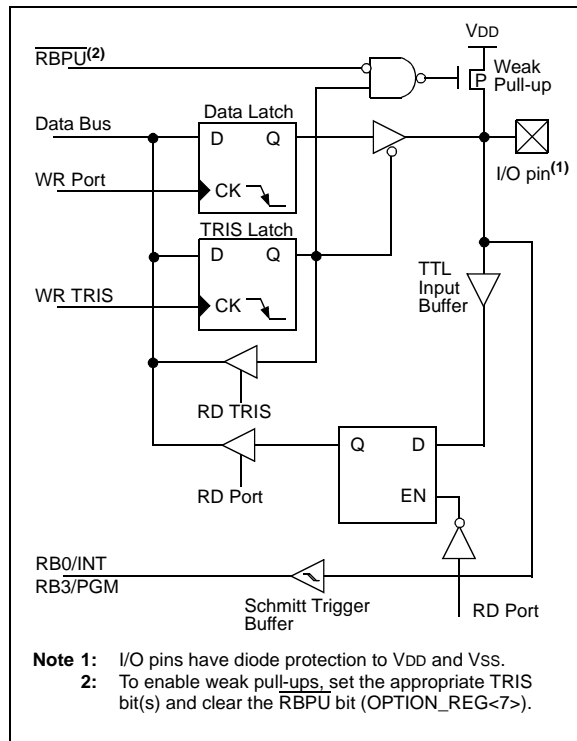 VDD
RBPU(2)
P
Weak
Pull-up
Data Bus
Data Latch
D Q
I/O pin(1)
WR Port
CK
TRIS Latch
D Q
TTL
Input
Buffer
WR TRIS
CK
RD TRIS
Q D
RD Port
EN
RB0/INT
RB3/PGM
Schmitt Trigger
Buffer
RD Port
Note 1: I/O pins have diode protection to VDD and VSS.
2: To enable weak pull-ups, set the appropriate TRIS
bit(s) and clear the RBPU bit (OPTION_REG<7>).